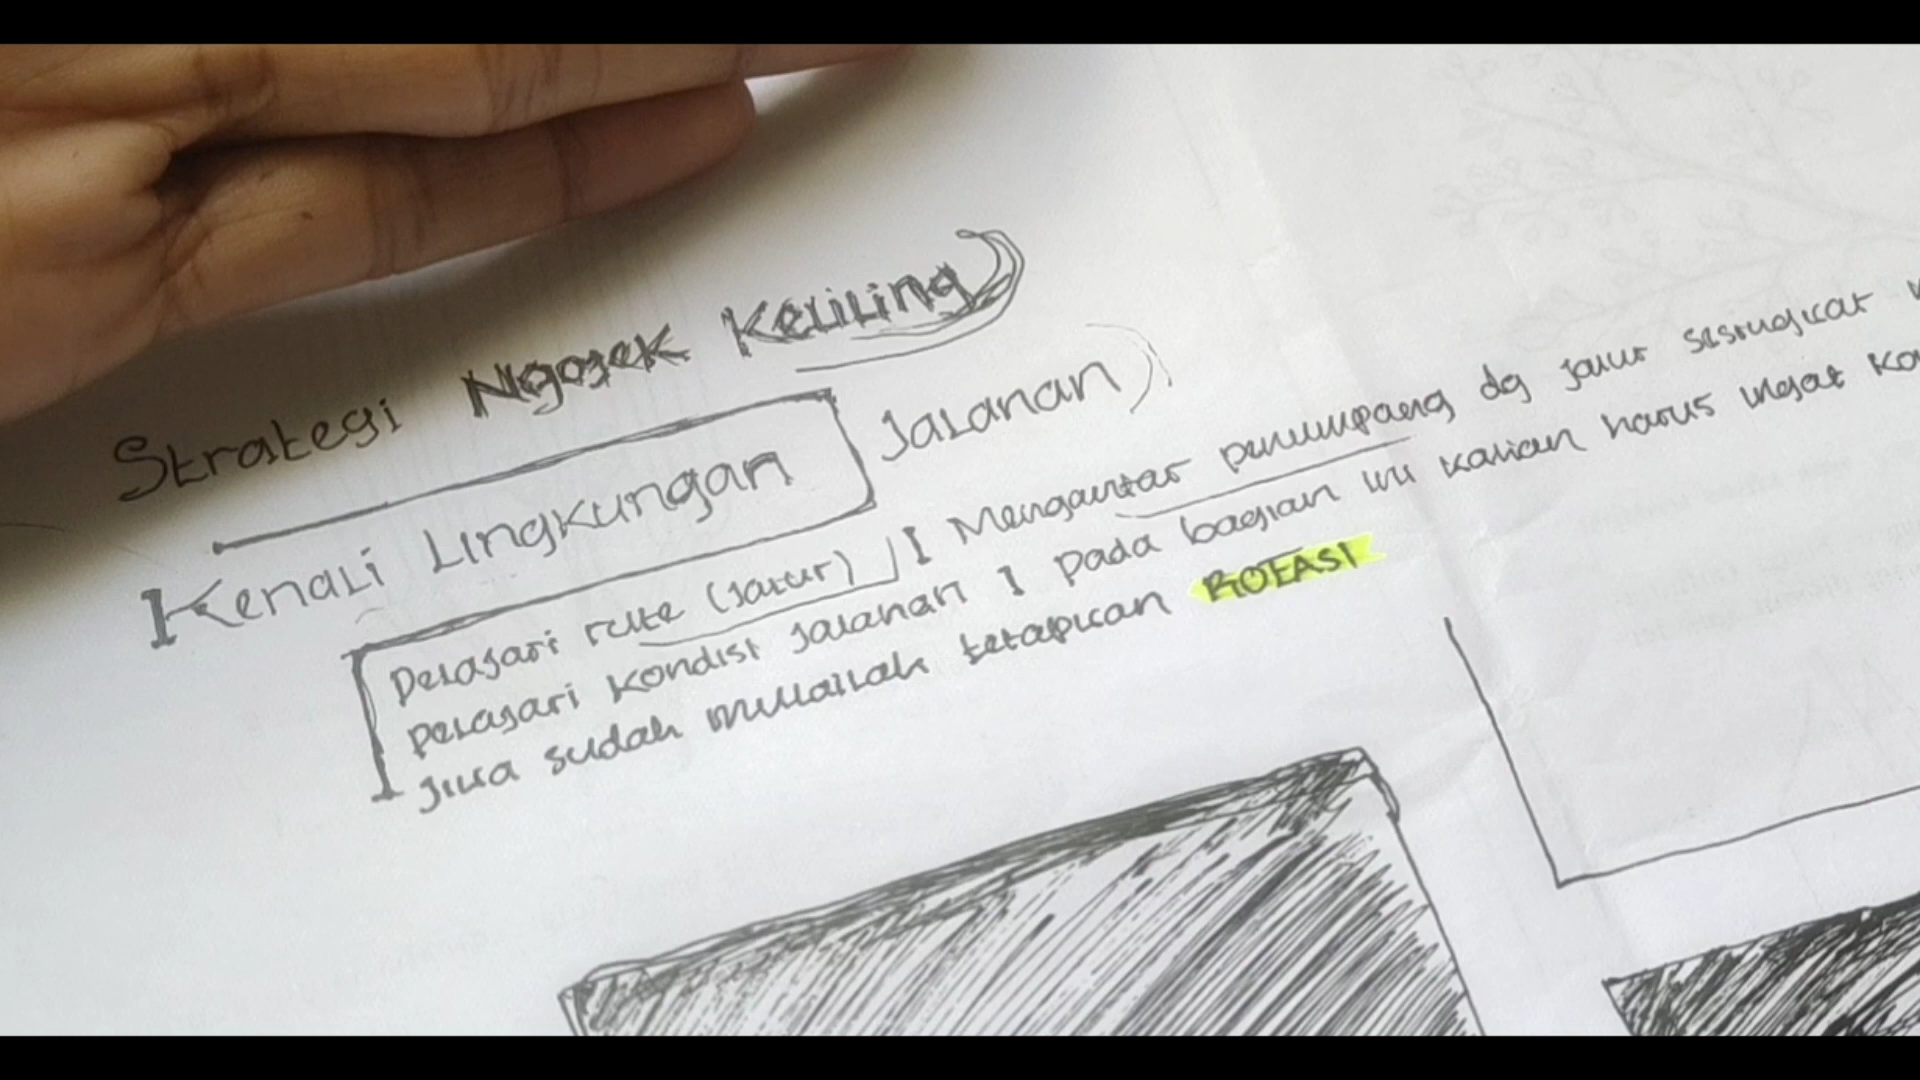 Strategi Ngojek Keliling
Kenali Lingkungan Jalanan
Pelajari rute (jalur) I Mengantar penumpang dg jalur sesingkat
pelajari kondisi jalanan I pada bagian ini kalian harus ingat
jika sudah mulailah tetapkan ROTASI